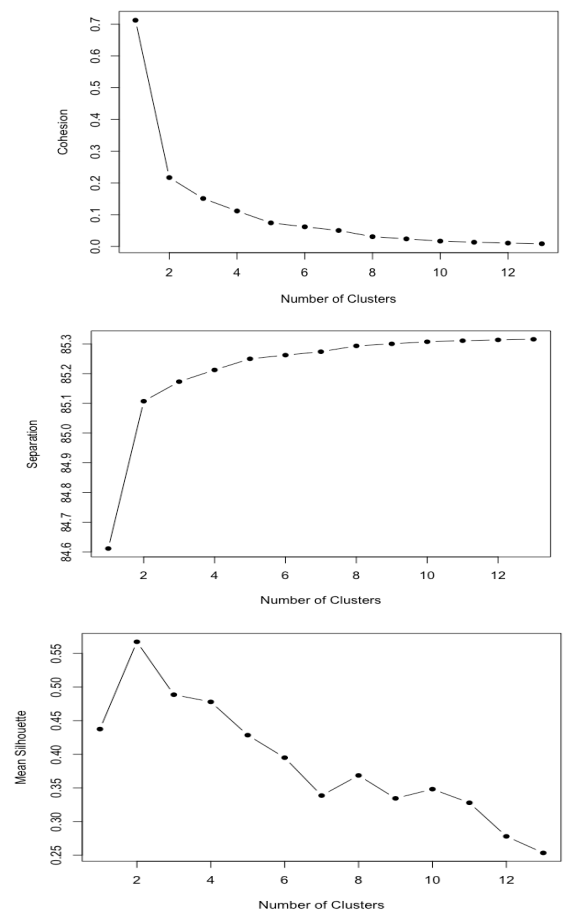 0.7
0.6
0.5
0.4
0.3
0.2
0.1
0.0
Cohesion
2 4 6 8 10 12
Number of Clusters
85.3
85.2
85.1
85.0
84.9
84.8
84.7
84.6
Separation
2 4 6 8 10 12
Number of Clusters
0.55
0.50
0.45
0.40
0.35
0.30
0.25
Mean Silhouette
2 4 6 8 10 12
Number of Clusters